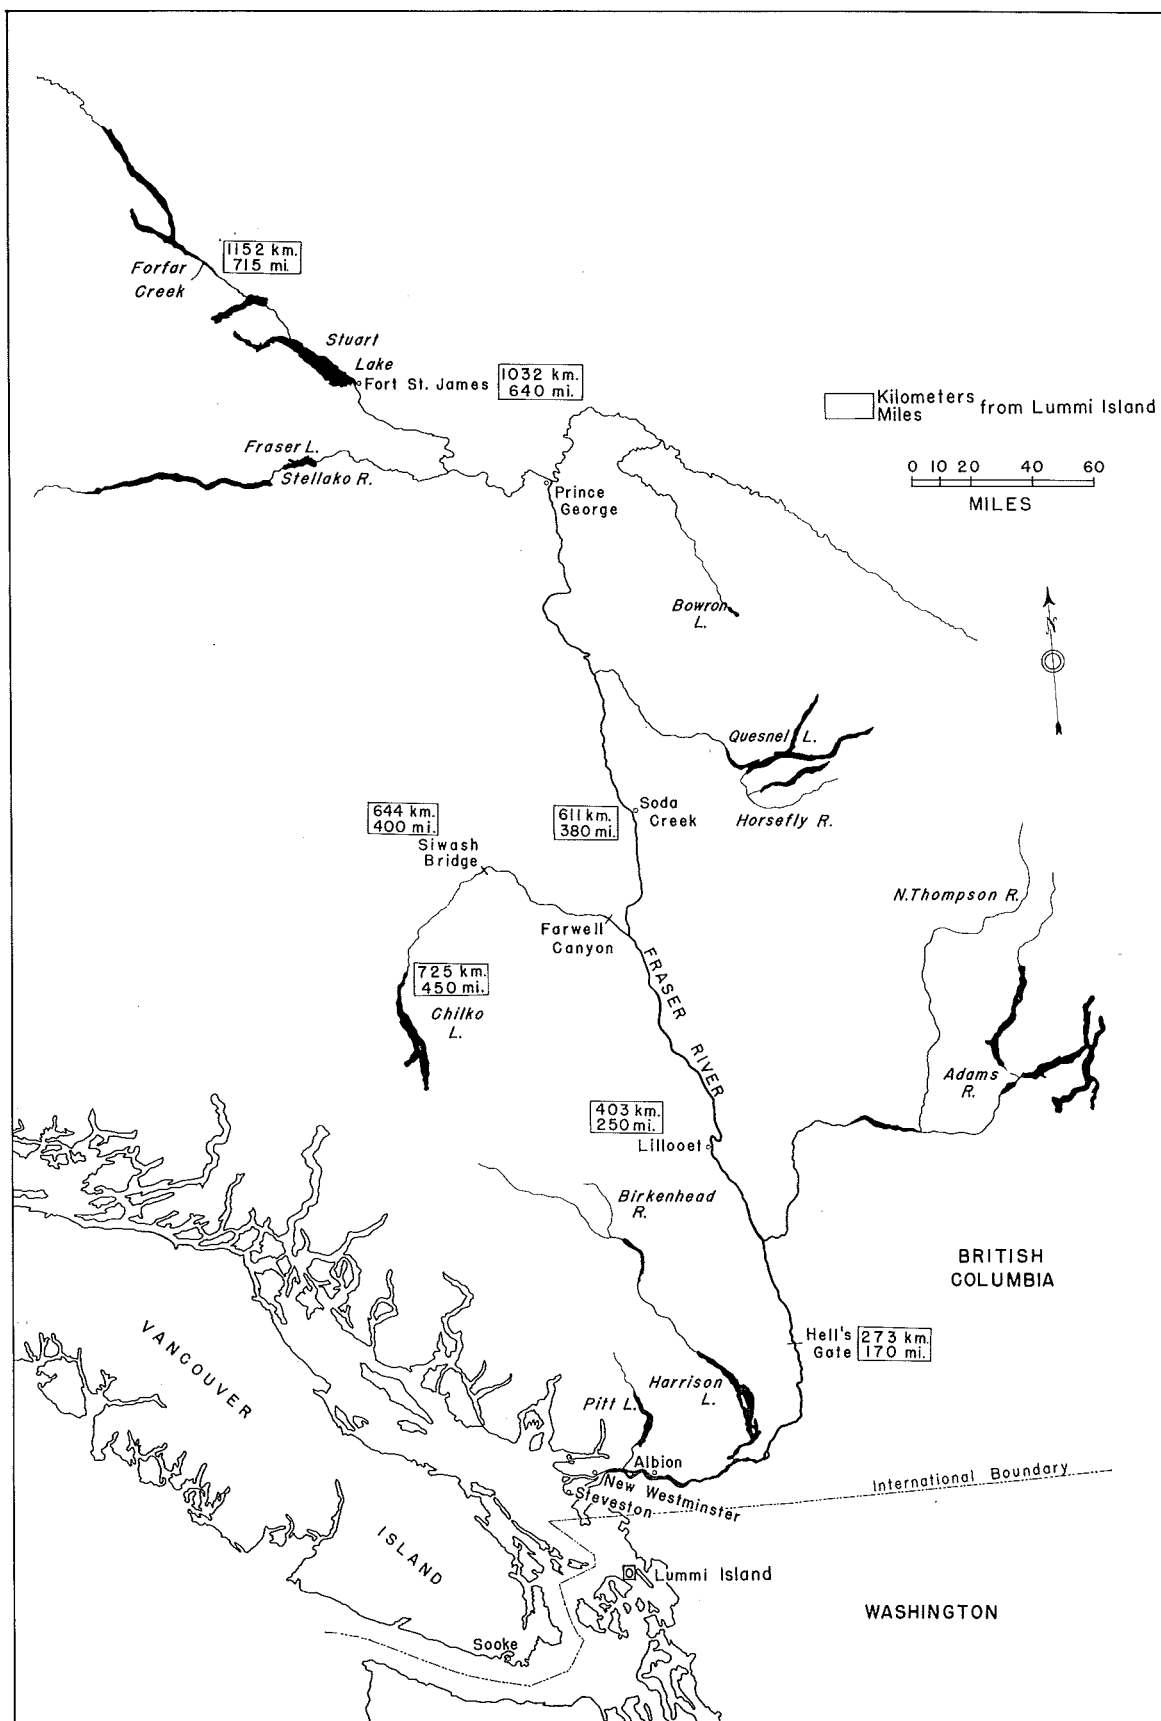 1152 km.
715 mi.
Forfar
Creek
Stuart
Lake
Fort St. James
1032 km.
640 mi.
Kilometers
Miles
from Lummi Island
Fraser L.
Stellako R.
0 10 20 40 60
MILES
Prince
George
N
Bowron
L.
Quesnel L.
Soda
Creek
611 km.
380 mi.
Horsefly R.
644 km.
400 mi.
Siwash
Bridge
N. Thompson R.
Farwell
Canyon
FRASER RIVER
725 km.
450 mi.
Chilko
L.
Adams
R.
403 km.
250 mi.
Lillooet
Birkenhead
R.
BRITISH
COLUMBIA
Hell's
Gate
273 km.
170 mi.
VANCOUVER
ISLAND
Harrison
L.
Pitt L.
Albion
New Westminster
Steveston
International Boundary
Lummi Island
WASHINGTON
Sooke